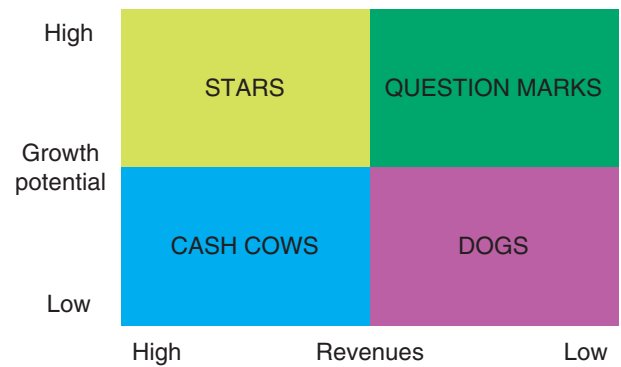 High
STARS
QUESTION MARKS
Growth
potential
CASH COWS
DOGS
Low
High
Revenues
Low